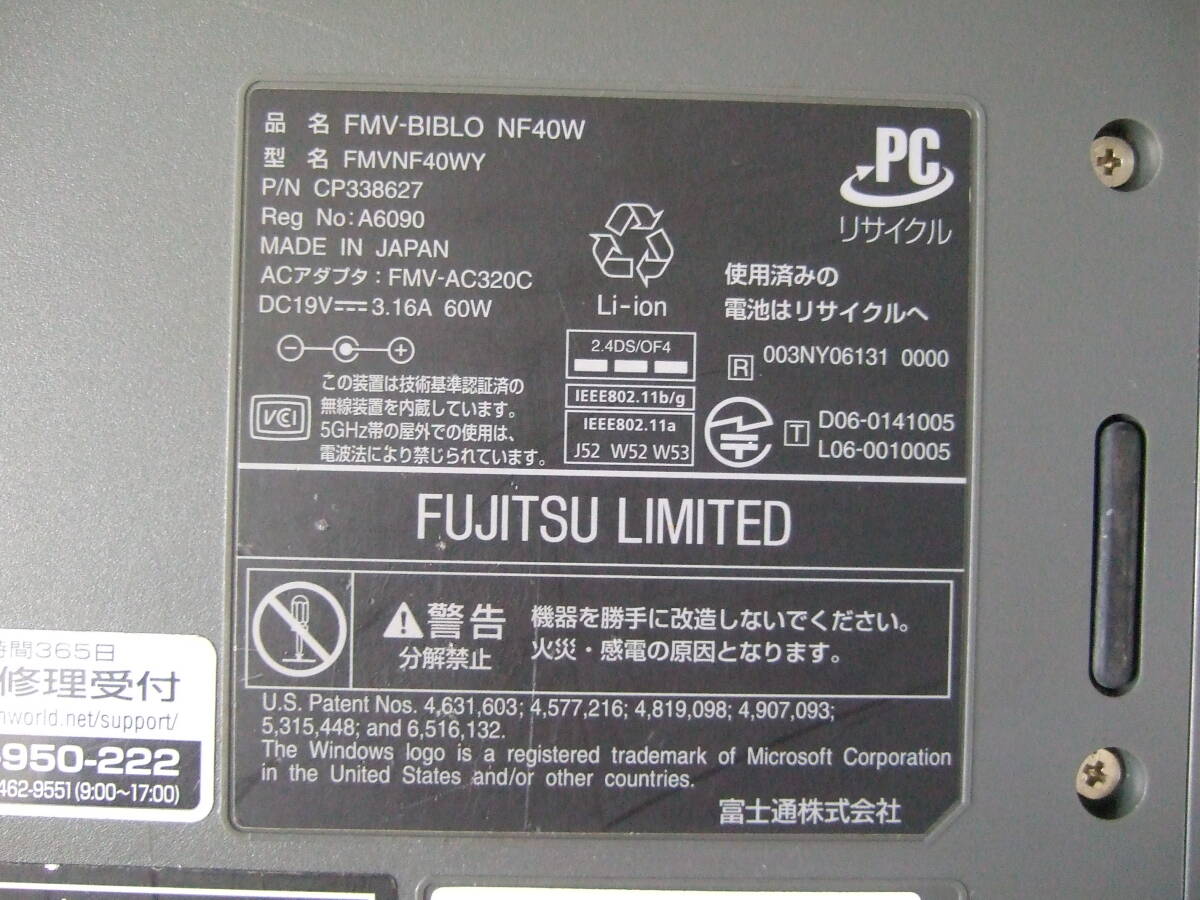 品 名 FMV-BIBLO NF40W
型 名 FMVNF40WY
P/N CP338627
Reg No:A6090
MADE IN JAPAN
ACアダプタ:FMV-AC320C
DC19V⎓3.16A 60W
PC
リサイクル
Li-ion
使用済みの
電池はリサイクルへ
この装置は技術基準認証済の
無線装置を内蔵しています。
5GHz帯の屋外での使用は、
電波法により禁じられています。
VCCI
2.4DS/OF4
IEEE802.11b/g
IEEE802.11a
J52 W52 W53
R 003NY06131 0000
T D06-0141005
L06-0010005
FUJITSU LIMITED
警告
分解禁止
機器を勝手に改造しないでください。
火災・感電の原因となります。
U.S. Patent Nos. 4,631,603; 4,577,216; 4,819,098; 4,907,093;
5,315,448; and 6,516,132.
The Windows logo is a registered trademark of Microsoft Corporation
in the United States and/or other countries.
富士通株式会社
時間365日
修理受付
nworld.net/support/
-950-222
462-9551(9:00~17:00)